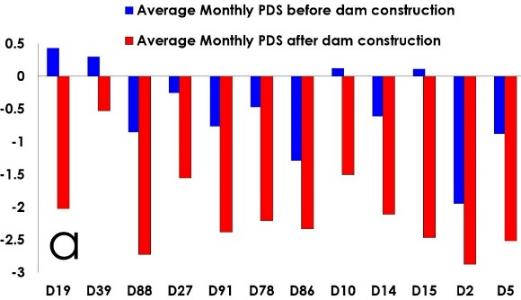 Average Monthly PDS before dam construction
Average Monthly PDS after dam construction
0.5
0
-0.5
-1
-1.5
-2
-2.5
-3
a
D19 D39 D88 D27 D91 D78 D86 D10 D14 D15 D2 D5